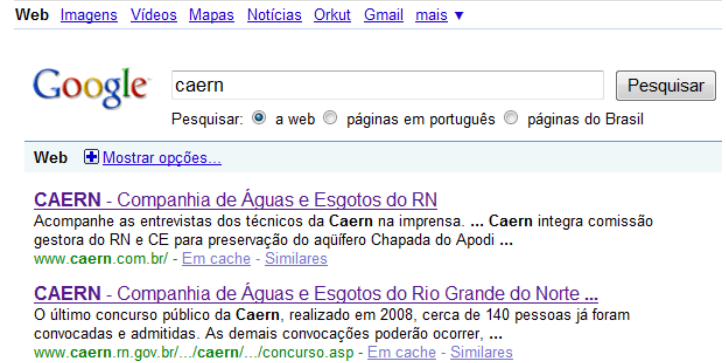 Web Imagens Vídeos Mapas Notícias Orkut Gmail mais ▼
Google caern Pesquisar
Pesquisar: a web páginas em português páginas do Brasil
Web Mostrar opções...
CAERN - Companhia de Águas e Esgotos do RN
Acompanhe as entrevistas dos técnicos da Caern na imprensa. ... Caern integra comissão
gestora do RN e CE para preservação do aqüífero Chapada do Apodi ...
www.caern.com.br/ - Em cache - Similares
CAERN - Companhia de Águas e Esgotos do Rio Grande do Norte ...
O último concurso público da Caern, realizado em 2008, cerca de 140 pessoas já foram
convocadas e admitidas. As demais convocações poderão ocorrer, ...
www.caern.rn.gov.br/.../caern/.../concurso.asp - Em cache - Similares